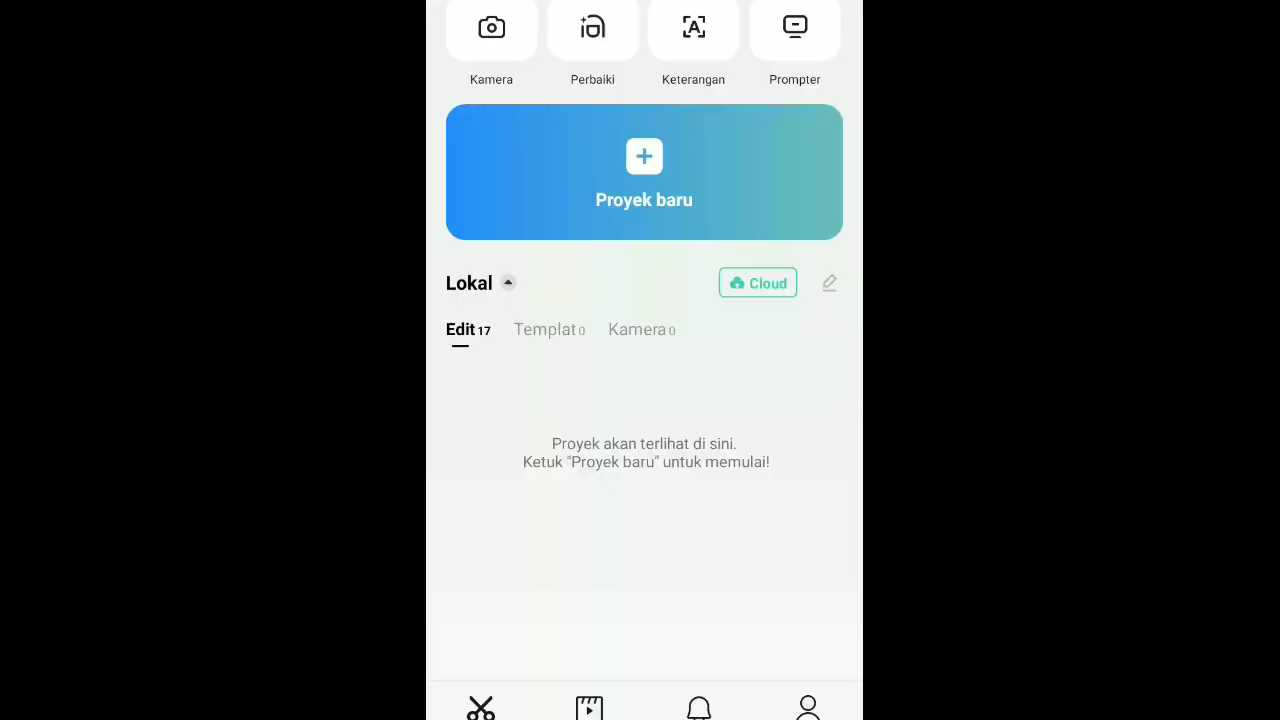 Kamera Perbaiki Keterangan Prompter
Proyek baru
Lokal Cloud
Edit 17 Templat 0 Kamera 0
Proyek akan terlihat di sini.
Ketuk "Proyek baru" untuk memulai!